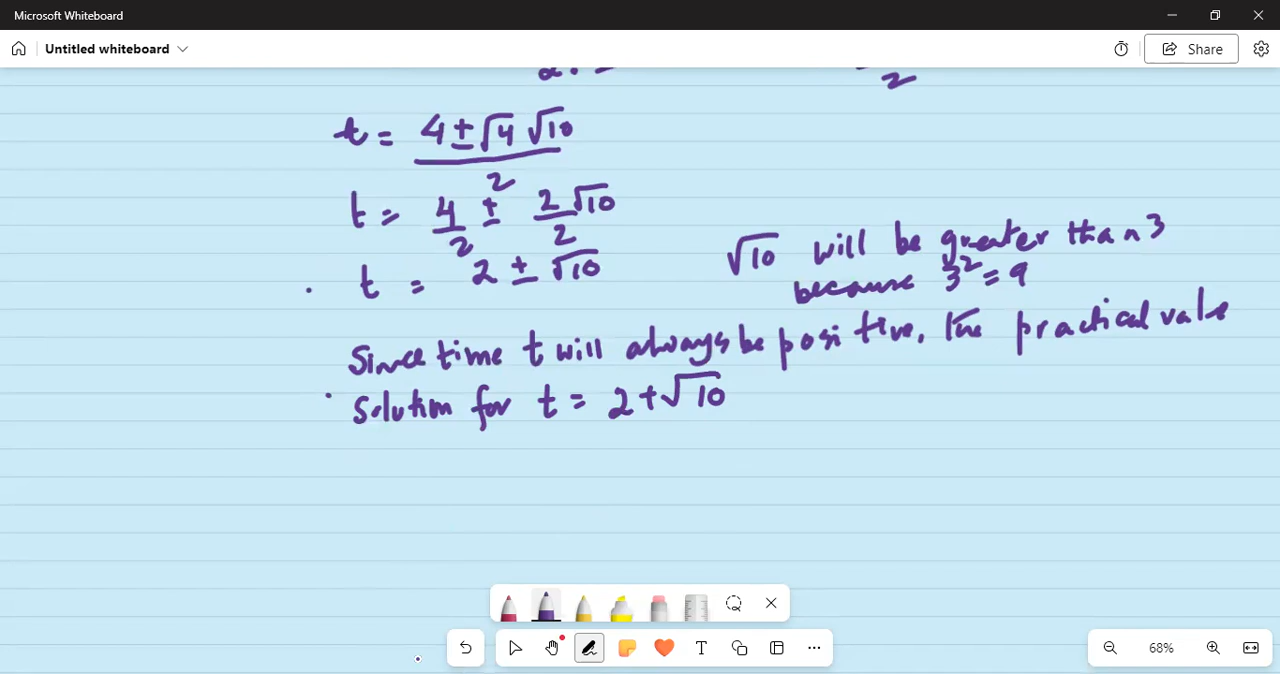 Microsoft Whiteboard
Untitled whiteboard
Share
2
t = 4 ± √4 √10
2
t = 4 ± 2 √10
2 2
t = 2 ± √10
√10 will be greater than 3
because 3² = 9
Since time t will always be positive, the practical value
Solution for t = 2 + √10
68%